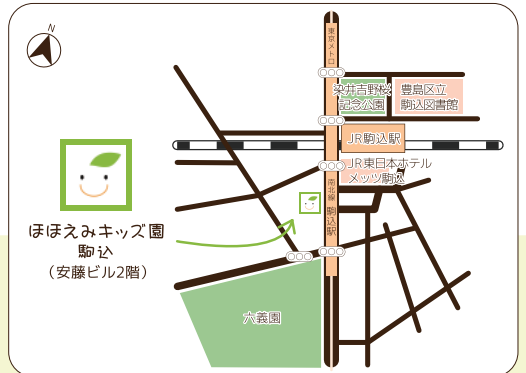 N
東京メトロ
染井吉野桜
記念公園
豊島区立
駒込図書館
JR駒込駅
JR東日本ホテル
メッツ駒込
南北線
駒込駅
ほほえみキッズ園
駒込
（安藤ビル2階）
六義園